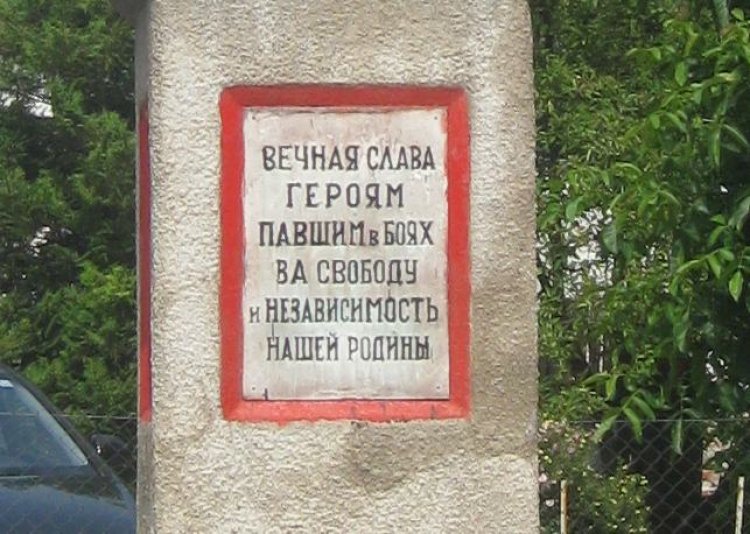 ВЕЧНАЯ СЛАВА
ГЕРОЯМ
ПАВШИМ в БОЯХ
ВА СВОБОДУ
и НЕЗАВИСИМОСТЬ
НАШЕЙ РОДИНЫ